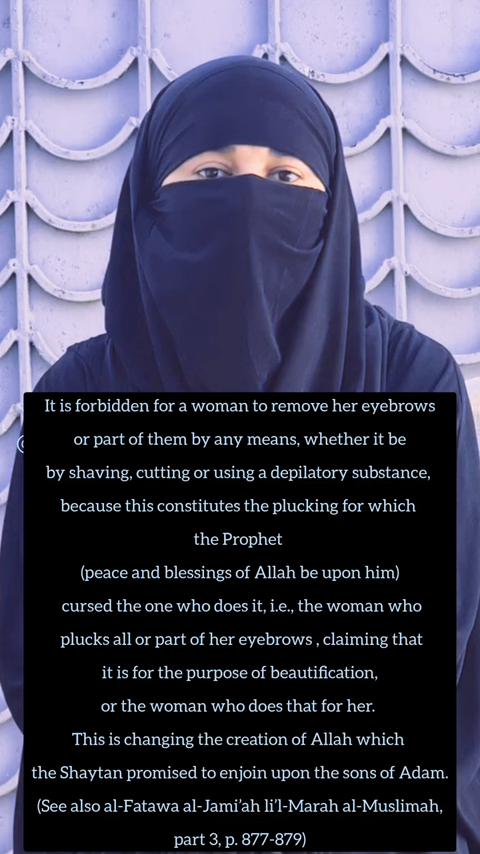 It is forbidden for a woman to remove her eyebrows
or part of them by any means, whether it be
by shaving, cutting or using a depilatory substance,
because this constitutes the plucking for which
the Prophet
(peace and blessings of Allah be upon him)
cursed the one who does it, i.e., the woman who
plucks all or part of her eyebrows , claiming that
it is for the purpose of beautification,
or the woman who does that for her.
This is changing the creation of Allah which
the Shaytan promised to enjoin upon the sons of Adam.
(See also al-Fatawa al-Jami’ah li’l-Marah al-Muslimah,
part 3, p. 877-879)